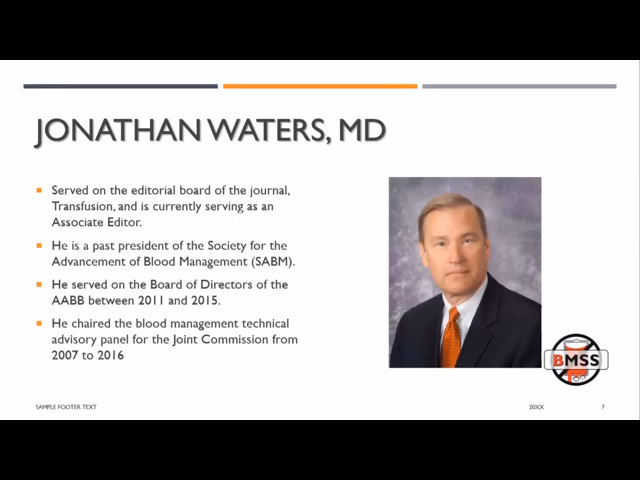 JONATHAN WATERS, MD
Served on the editorial board of the journal,
Transfusion, and is currently serving as an
Associate Editor.
He is a past president of the Society for the
Advancement of Blood Management (SABM).
He served on the Board of Directors of the
AABB between 2011 and 2015.
He chaired the blood management technical
advisory panel for the Joint Commission from
2007 to 2016
BMSS
SAMPLE FOOTER TEXT
20XX
7